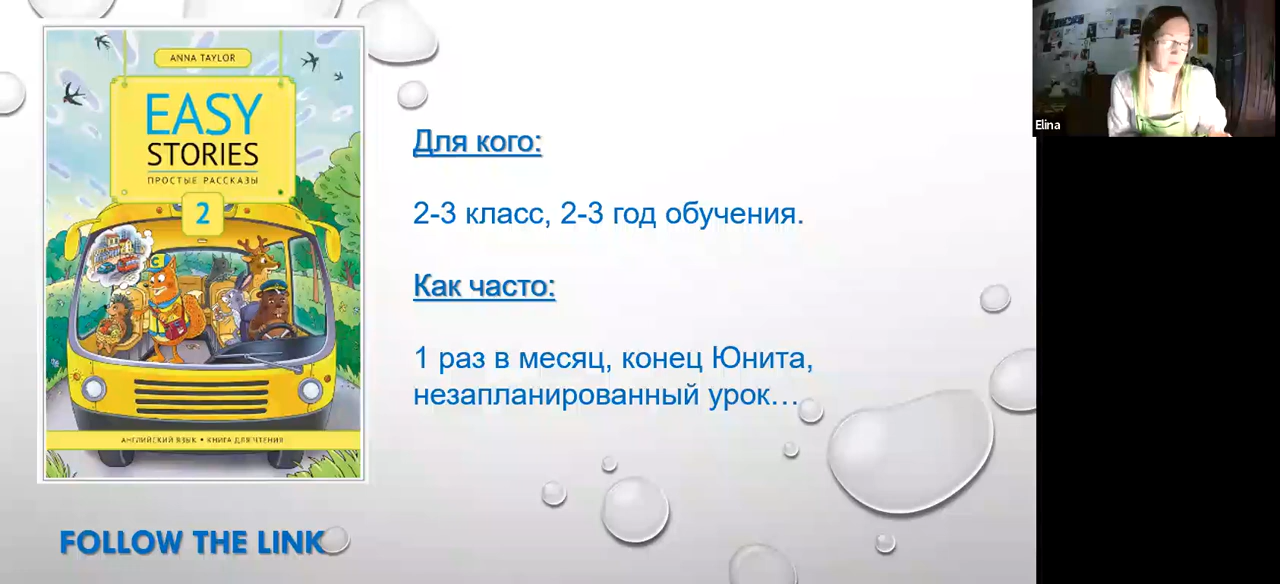 ANNA TAYLOR
EASY
STORIES
ПРОСТЫЕ РАССКАЗЫ
2
C
АНГЛИЙСКИЙ ЯЗЫК • КНИГА ДЛЯ ЧТЕНИЯ
FOLLOW THE LINK
Для кого:
2-3 класс, 2-3 год обучения.
Как часто:
1 раз в месяц, конец Юнита,
незапланированный урок…
Elina